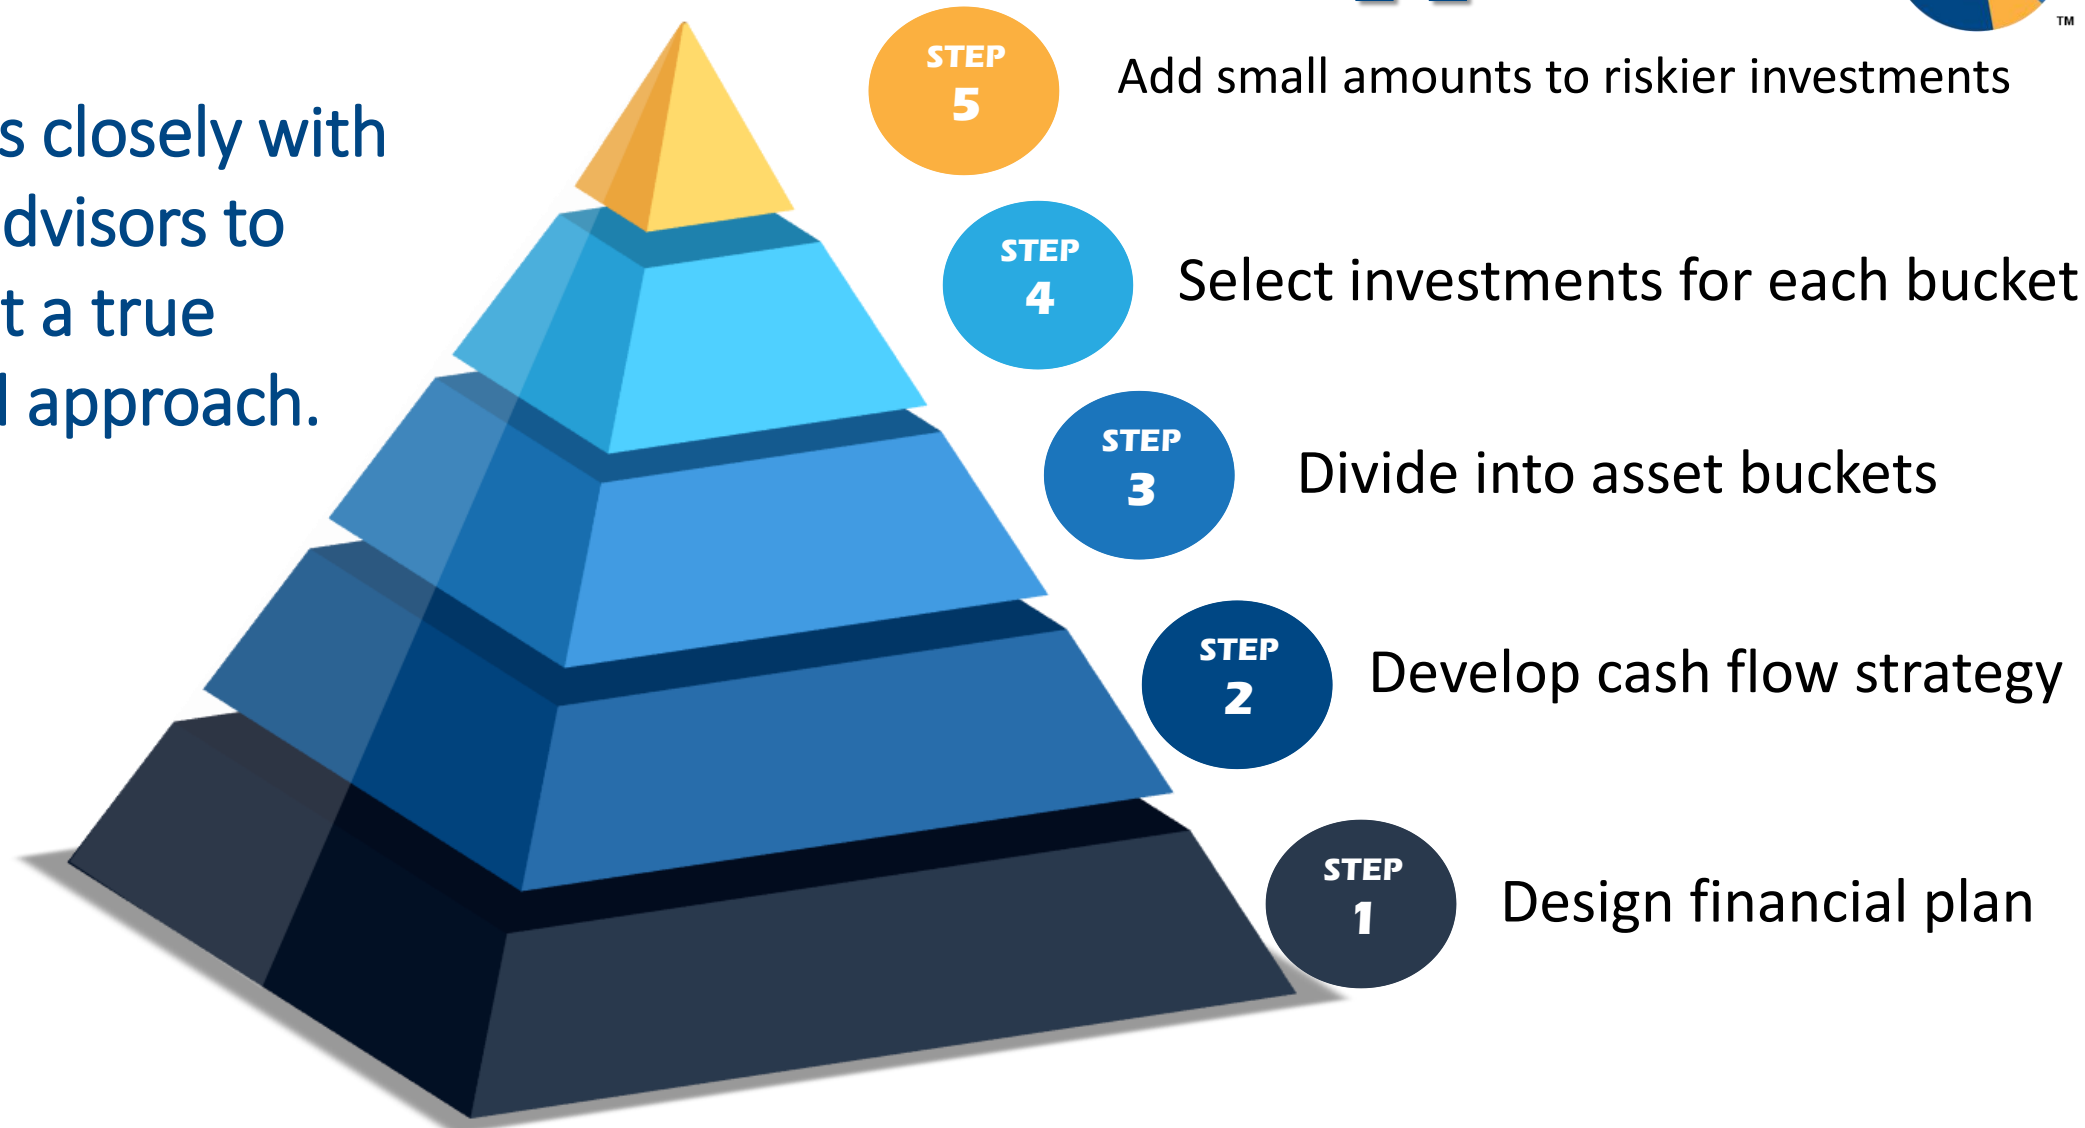 TM
STEP
5
Add small amounts to riskier investments
closely with
to
a true
approach.
STEP
4
Select investments for each bucket
STEP
3
Divide into asset buckets
STEP
2
Develop cash flow strategy
STEP
1
Design financial plan